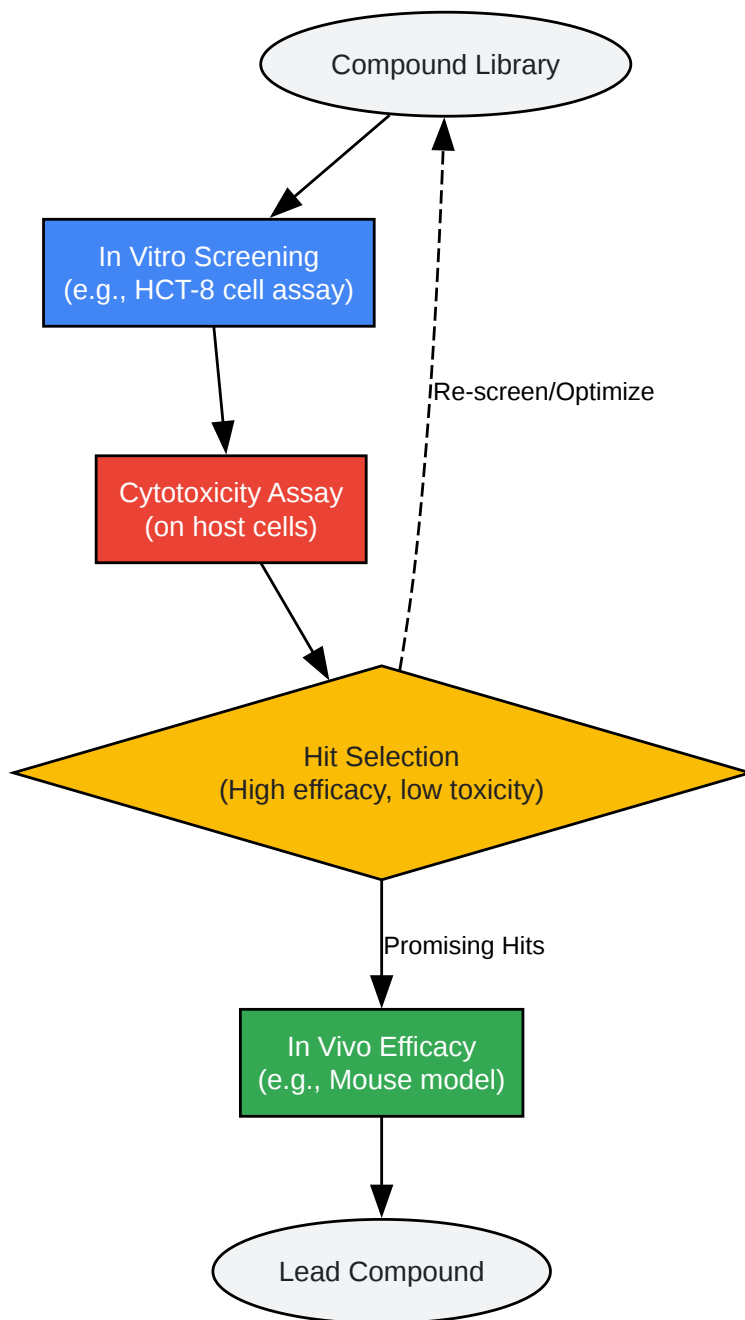 Compound Library
In Vitro Screening
(e.g., HCT-8 cell assay)
Re-screen/Optimize
Cytotoxicity Assay
(on host cells)
Hit Selection
(High efficacy, low toxicity)
Promising Hits
In Vivo Efficacy
(e.g., Mouse model)
Lead Compound